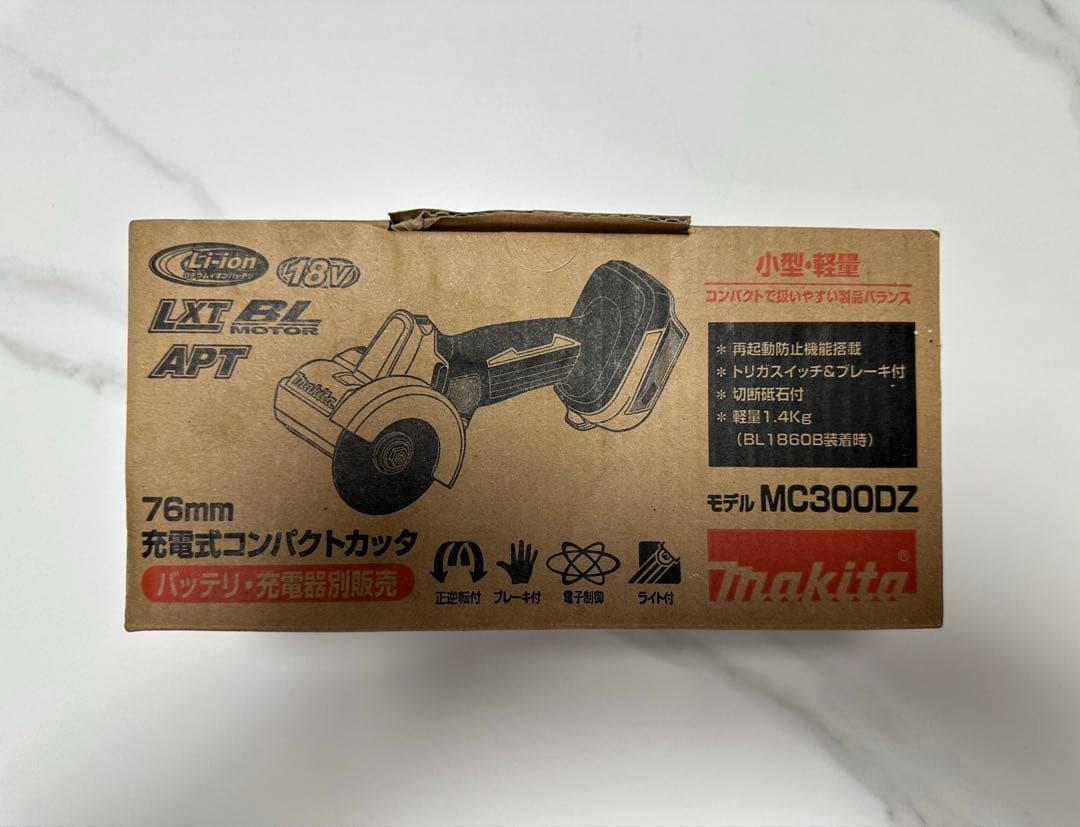 Li-ion
リチウムイオンバッテリ
18V
LXT BL
MOTOR
APT
makita
小型・軽量
コンパクトで扱いやすい製品バランス
* 再起動防止機能搭載
* トリガスイッチ&ブレーキ付
* 切断砥石付
* 軽量1.4Kg
(BL1860B装着時)
モデル MC300DZ
76mm
充電式コンパクトカッタ
バッテリ・充電器別販売
正逆転付 ブレーキ付 電子制御 ライト付
makita®